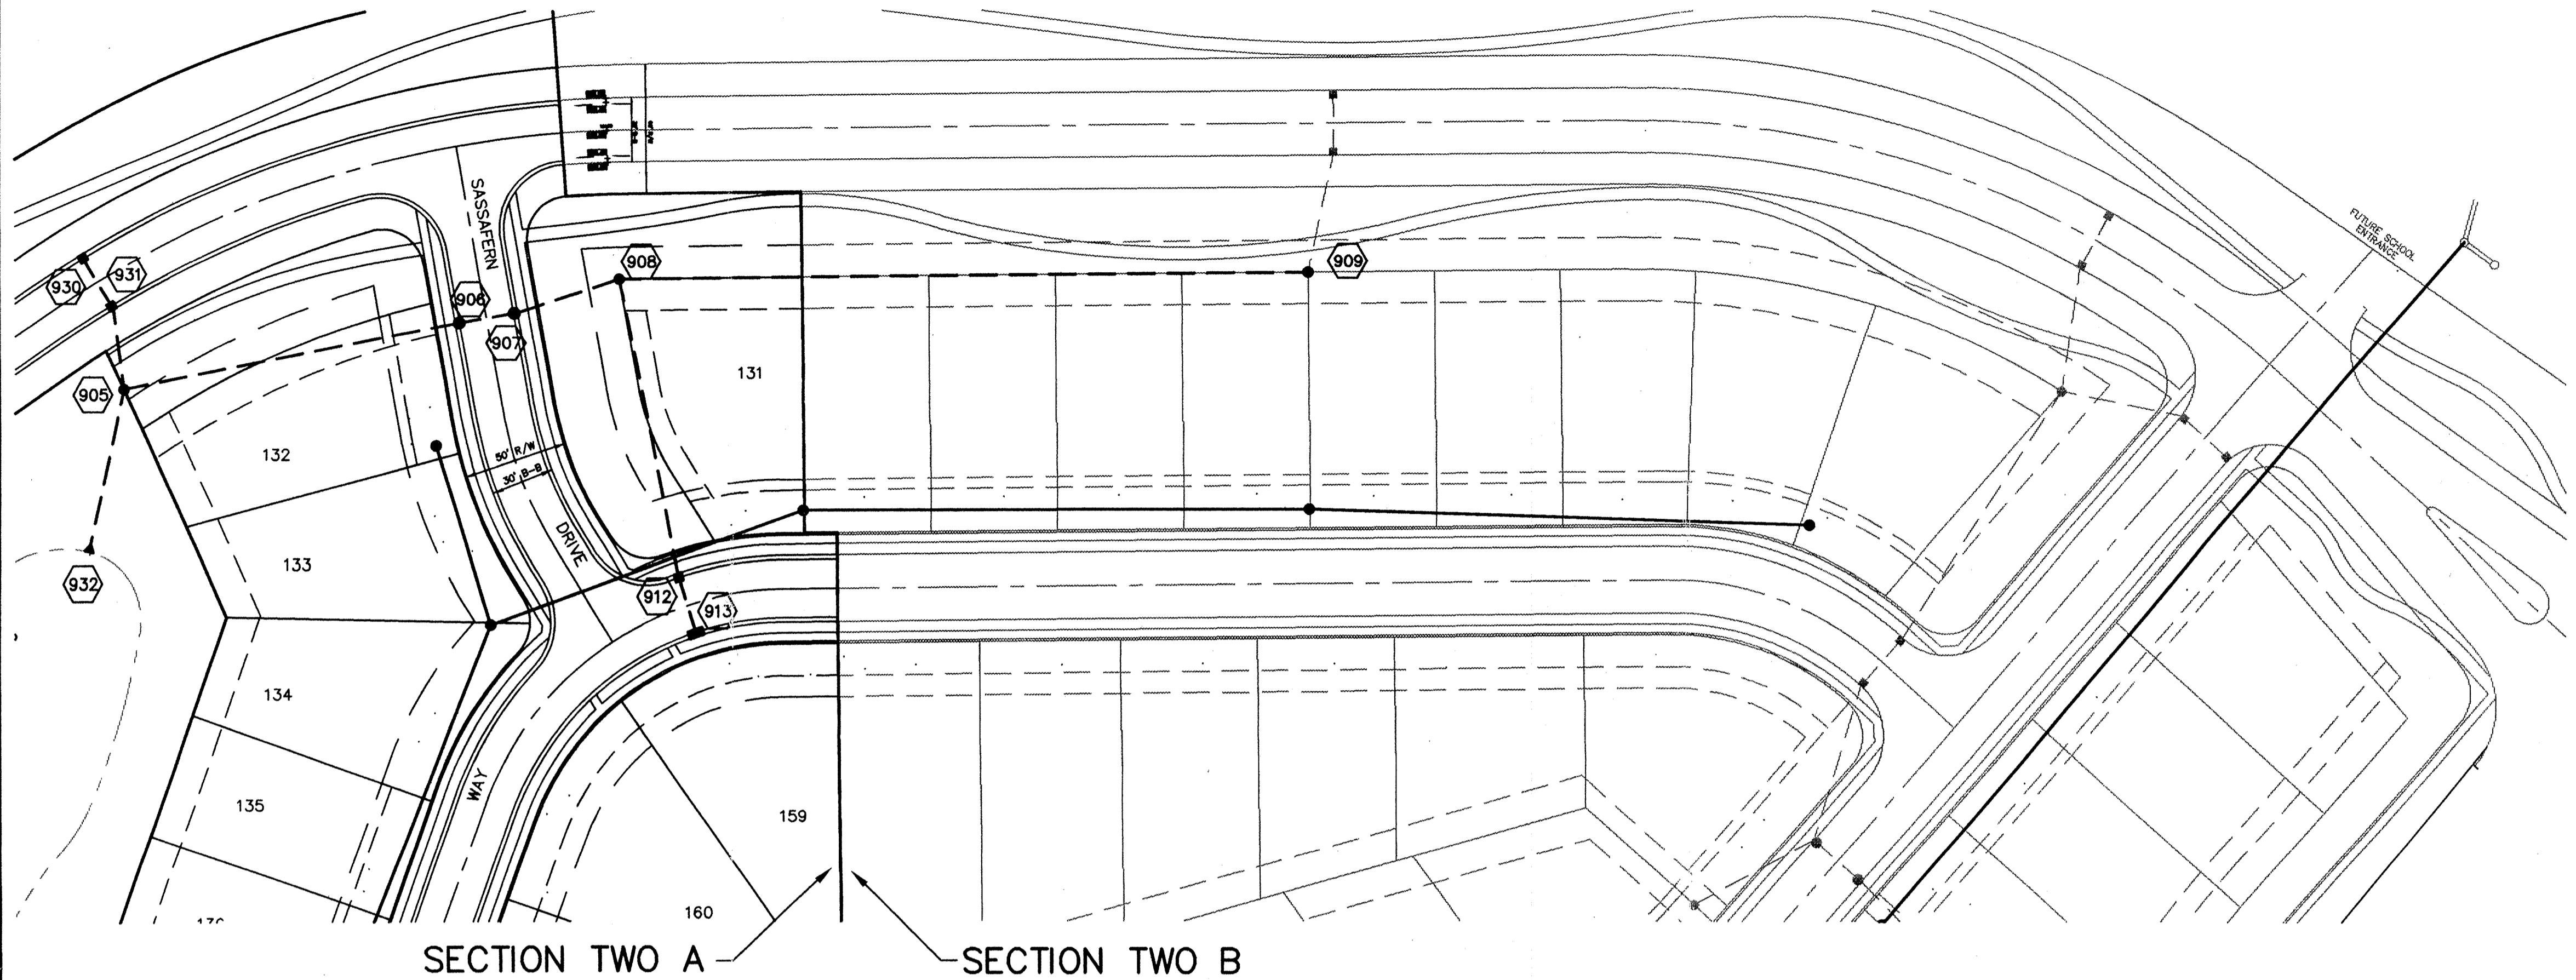 SASSAFERN
FUTURE SCHOOL
ENTRANCE
908
909
931
930
906
907
905
131
132
50' R/W
30' B-B
DRIVE
133
932
912
913
134
WAY
135
159
160
SECTION TWO A
SECTION TWO B